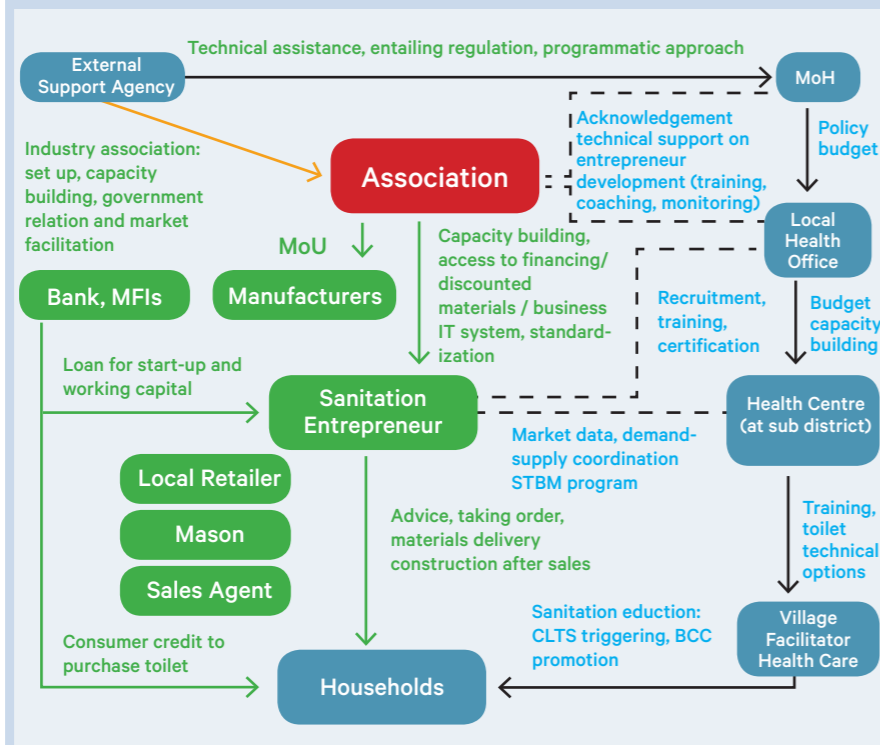 Technical assistance, entailing regulation, programmatic approach
External
Support Agency
MoH
Industry association:
set up, capacity
building, government
relation and market
facilitation
Association
Acknowledgement
technical support on
entrepreneur
development (training,
coaching, monitoring)
Policy
budget
MoU
Capacity building,
access to financing/
discounted
materials / business
IT system, standard-
ization
Local
Health
Office
Bank, MFIs
Manufacturers
Recruitment,
training,
certification
Budget
capacity
building
Loan for start-up and
working capital
Sanitation
Entrepreneur
Health Centre
(at sub district)
Market data, demand-
supply coordination
STBM program
Local Retailer
Mason
Sales Agent
Advice, taking order,
materials delivery
construction after sales
Training,
toilet
technical
options
Consumer credit to
purchase toilet
Sanitation eduction:
CLTS triggering, BCC
promotion
Village
Facilitator
Health Care
Households